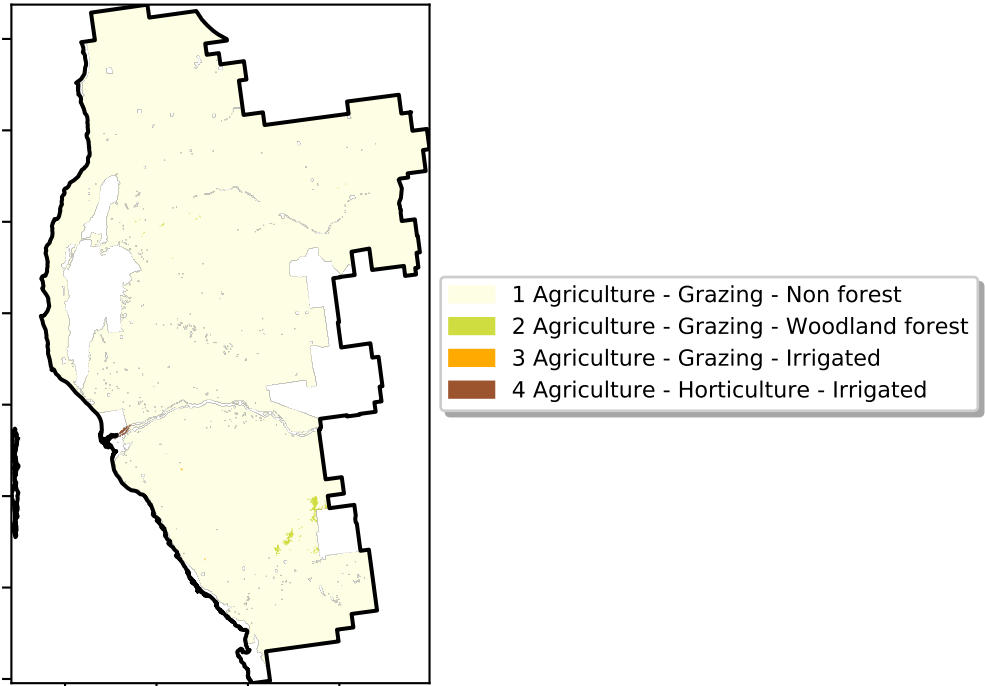 1 Agriculture - Grazing - Non forest
2 Agriculture - Grazing - Woodland forest
3 Agriculture - Grazing - Irrigated
4 Agriculture - Horticulture - Irrigated